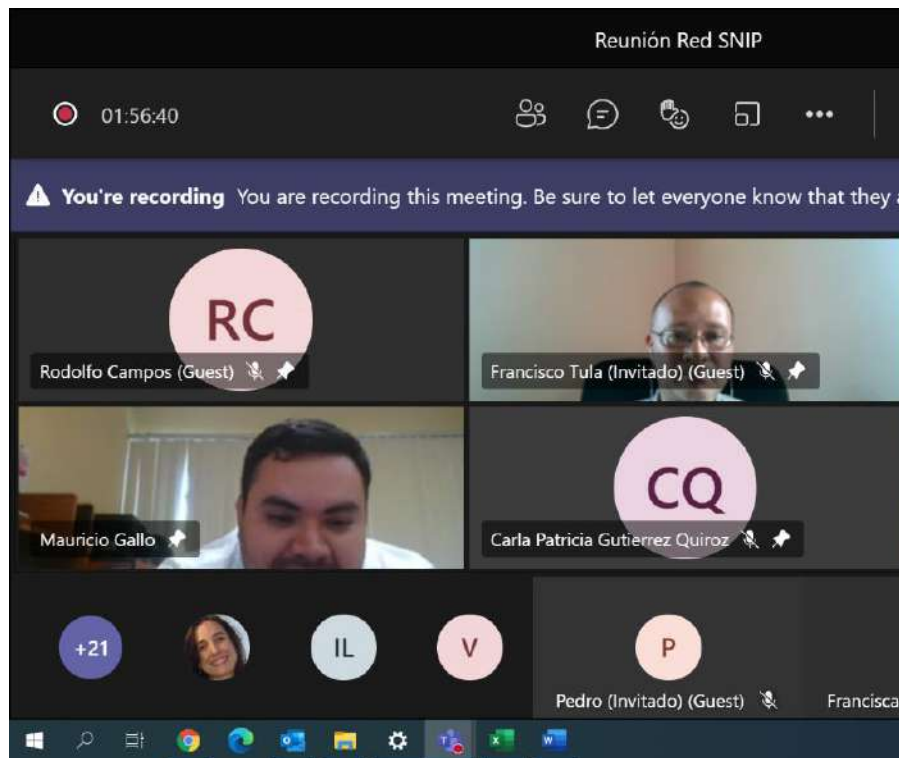 Reunión Red SNIP
01:56:40
You're recording You are recording this meeting. Be sure to let everyone know that they a
RC
Rodolfo Campos (Guest)
Francisco Tula (Invitado) (Guest)
Mauricio Gallo
CQ
Carla Patricia Gutierrez Quiroz
+21
IL
V
P
Pedro (Invitado) (Guest)
Francisca